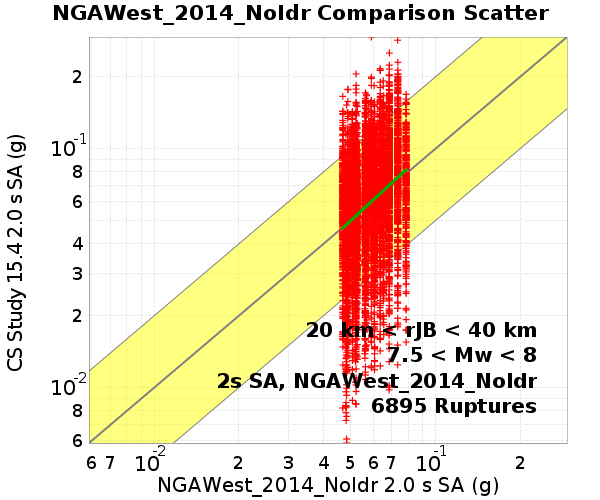 NGAWest_2014_NoIdr Comparison Scatter
CS Study 15.4 2.0 s SA (g)
2
10-1
8
6
4
3
2
10-2
8
6
20 km < rJB < 40 km
7.5 < Mw < 8
2s SA, NGAWest_2014_NoIdr
6895 Ruptures
6 7 10-2 2 3 4 5 6 7 10-1 2
NGAWest_2014_NoIdr 2.0 s SA (g)